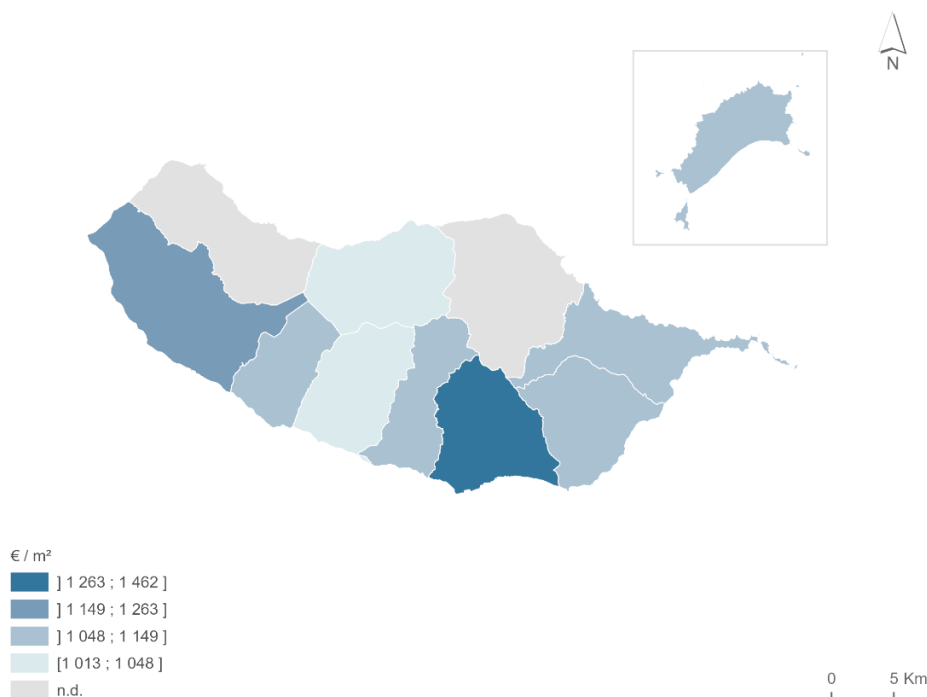 N
€ / m²
] 1 263 ; 1 462 ]
] 1 149 ; 1 263 ]
] 1 048 ; 1 149 ]
[1 013 ; 1 048 ]
n.d.
0 5 Km